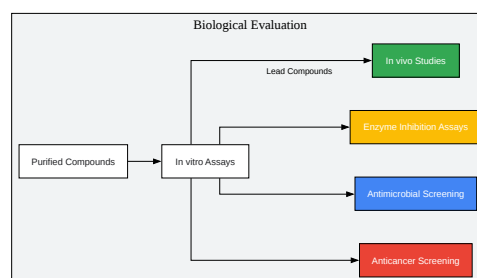 Biological Evaluation
In vivo Studies
Lead Compounds
Enzyme Inhibition Assays
Purified Compounds
In vitro Assays
Antimicrobial Screening
Anticancer Screening